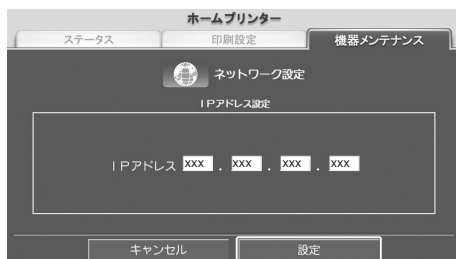 ホームプリンター
ステータス 印刷設定 機器メンテナンス
ネットワーク設定
IPアドレス設定
IPアドレス xxx . xxx . xxx . xxx
キャンセル 設定